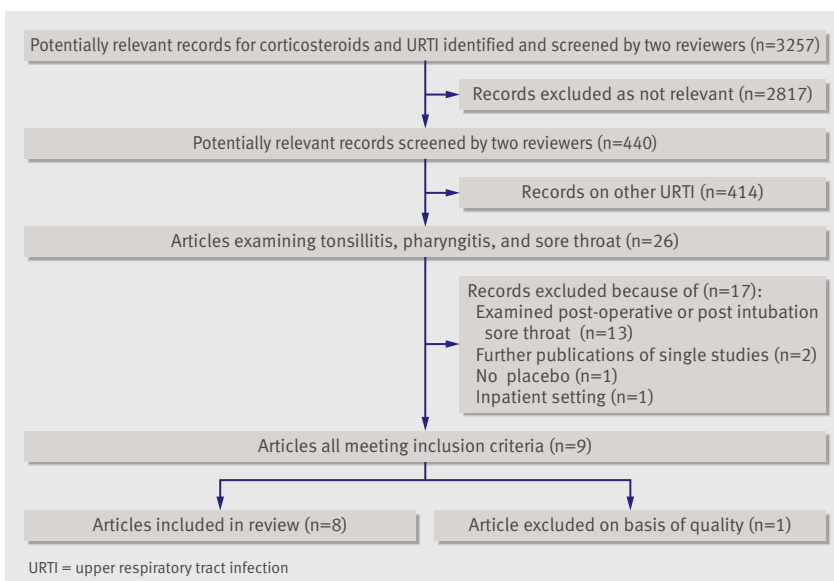 Potentially relevant records for corticosteroids and URTI identified and screened by two reviewers (n=3257)
Records excluded as not relevant (n=2817)
Potentially relevant records screened by two reviewers (n=440)
Records on other URTI (n=414)
Articles examining tonsillitis, pharyngitis, and sore throat (n=26)
Records excluded because of (n=17):
Examined post-operative or post intubation
sore throat (n=13)
Further publications of single studies (n=2)
No placebo (n=1)
Inpatient setting (n=1)
Articles all meeting inclusion criteria (n=9)
Articles included in review (n=8)
Article excluded on basis of quality (n=1)
URTI = upper respiratory tract infection